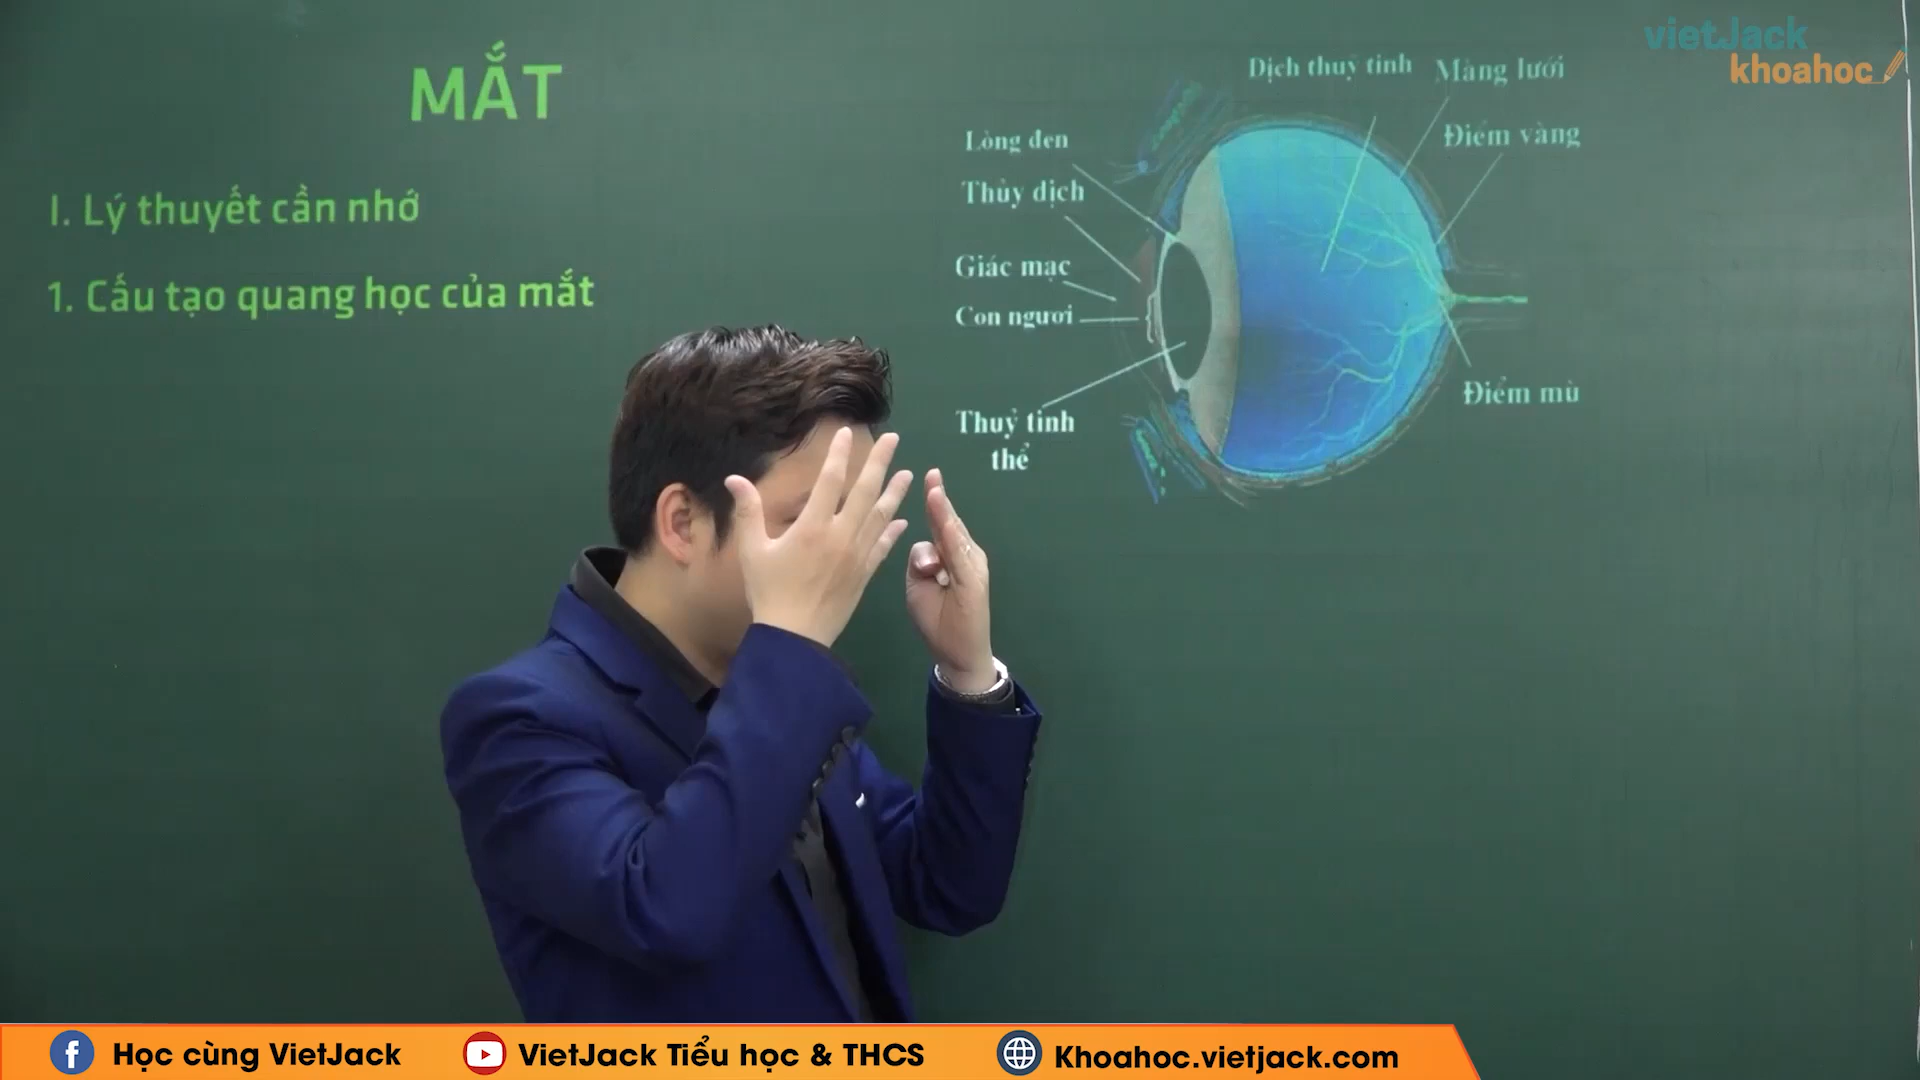 vietJack
khoahoc
MẮT
I. Lý thuyết cần nhớ
1. Cấu tạo quang học của mắt
Dịch thuỷ tinh
Màng lưới
Điểm vàng
Lòng đen
Thủy dịch
Giác mạc
Con ngươi
Thuỷ tinh
thể
Điểm mù
Học cùng VietJack
VietJack Tiểu học & THCS
Khoahoc.vietjack.com